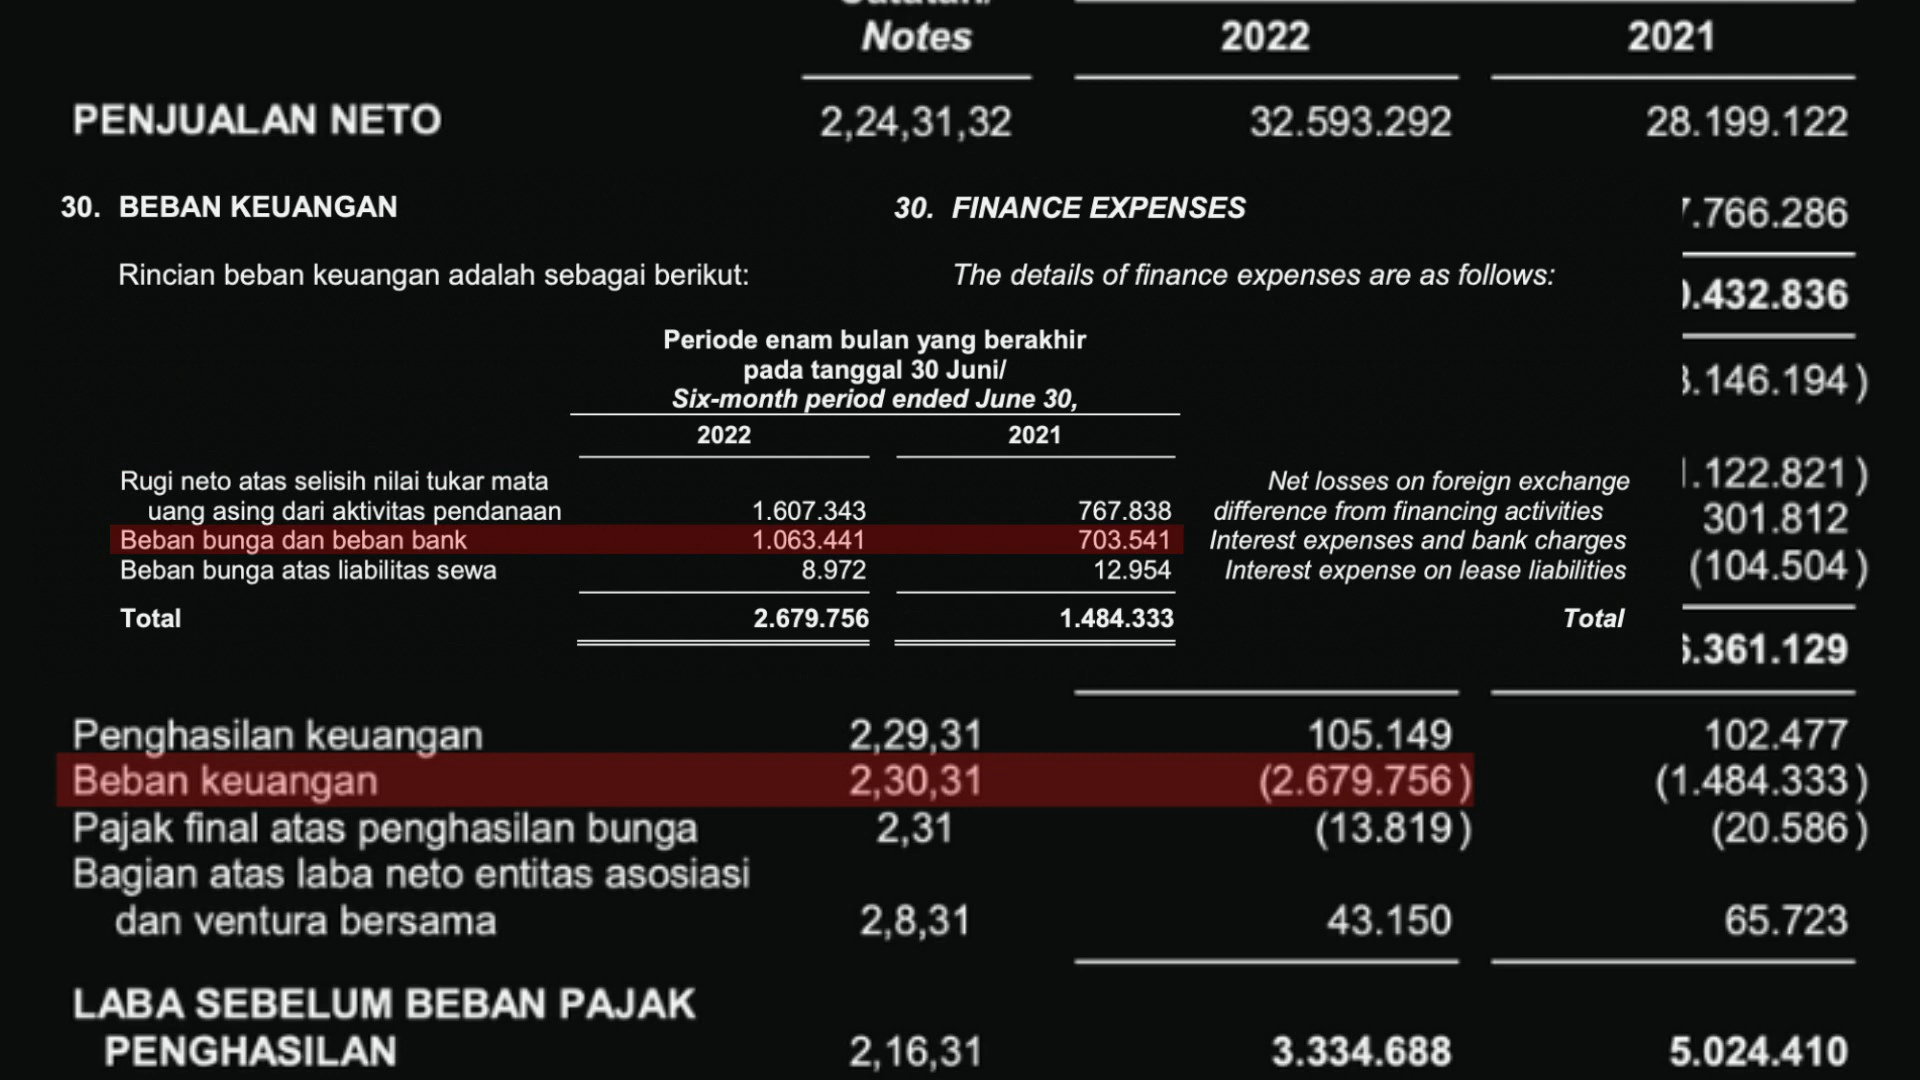 Notes 2022 2021
PENJUALAN NETO 2,24,31,32 32.593.292 28.199.122
30. BEBAN KEUANGAN 30. FINANCE EXPENSES
.766.286
Rincian beban keuangan adalah sebagai berikut: The details of finance expenses are as follows:
.432.836
Periode enam bulan yang berakhir
pada tanggal 30 Juni/
Six-month period ended June 30,
.146.194)
2022 2021
Rugi neto atas selisih nilai tukar mata Net losses on foreign exchange
.122.821)
uang asing dari aktivitas pendanaan 1.607.343 767.838 difference from financing activities
301.812
Beban bunga dan beban bank 1.063.441 703.541 Interest expenses and bank charges
Beban bunga atas liabilitas sewa 8.972 12.954 Interest expense on lease liabilities
(104.504)
Total 2.679.756 1.484.333 Total
.361.129
Penghasilan keuangan 2,29,31 105.149 102.477
Beban keuangan 2,30,31 (2.679.756) (1.484.333)
Pajak final atas penghasilan bunga 2,31 (13.819) (20.586)
Bagian atas laba neto entitas asosiasi
dan ventura bersama 2,8,31 43.150 65.723
LABA SEBELUM BEBAN PAJAK
PENGHASILAN 2,16,31 3.334.688 5.024.410